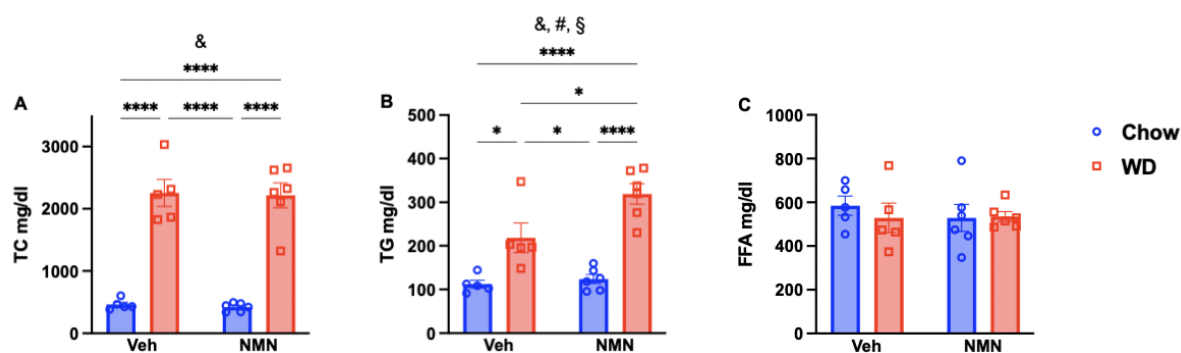 &
****
A
**** **** ****
TC mg/dl
3000
2000
1000
0
Veh NMN
&, #, §
****
*
B
* * ****
TG mg/dl
500
400
300
200
100
0
Veh NMN
C
FFA mg/dl
1000
800
600
400
200
0
Veh NMN
Chow
WD